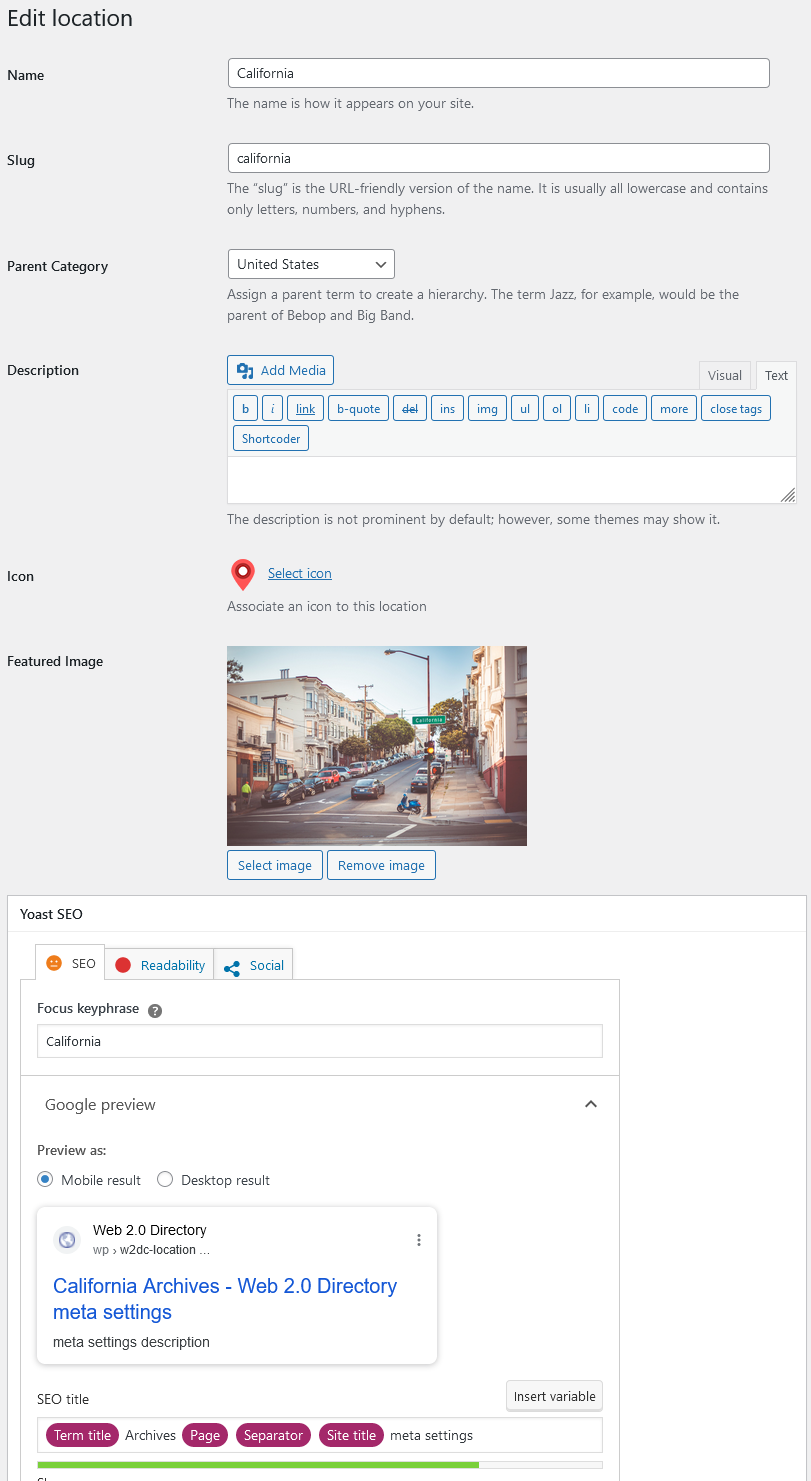 Edit location
Name
California
The name is how it appears on your site.
Slug
california
The “slug” is the URL-friendly version of the name. It is usually all lowercase and contains
only letters, numbers, and hyphens.
Parent Category
United States
Assign a parent term to create a hierarchy. The term Jazz, for example, would be the
parent of Bebop and Big Band.
Description
Add Media
Visual Text
b i link b-quote del ins img ul ol li code more close tags
Shortcoder
The description is not prominent by default; however, some themes may show it.
Icon
Select icon
Associate an icon to this location
Featured Image
California
Select image Remove image
Yoast SEO
SEO Readability Social
Focus keyphrase ?
California
Google preview
Preview as:
Mobile result Desktop result
Web 2.0 Directory
wp › w2dc-location ...
California Archives - Web 2.0 Directory
meta settings
meta settings description
SEO title Insert variable
Term title Archives Page Separator Site title meta settings